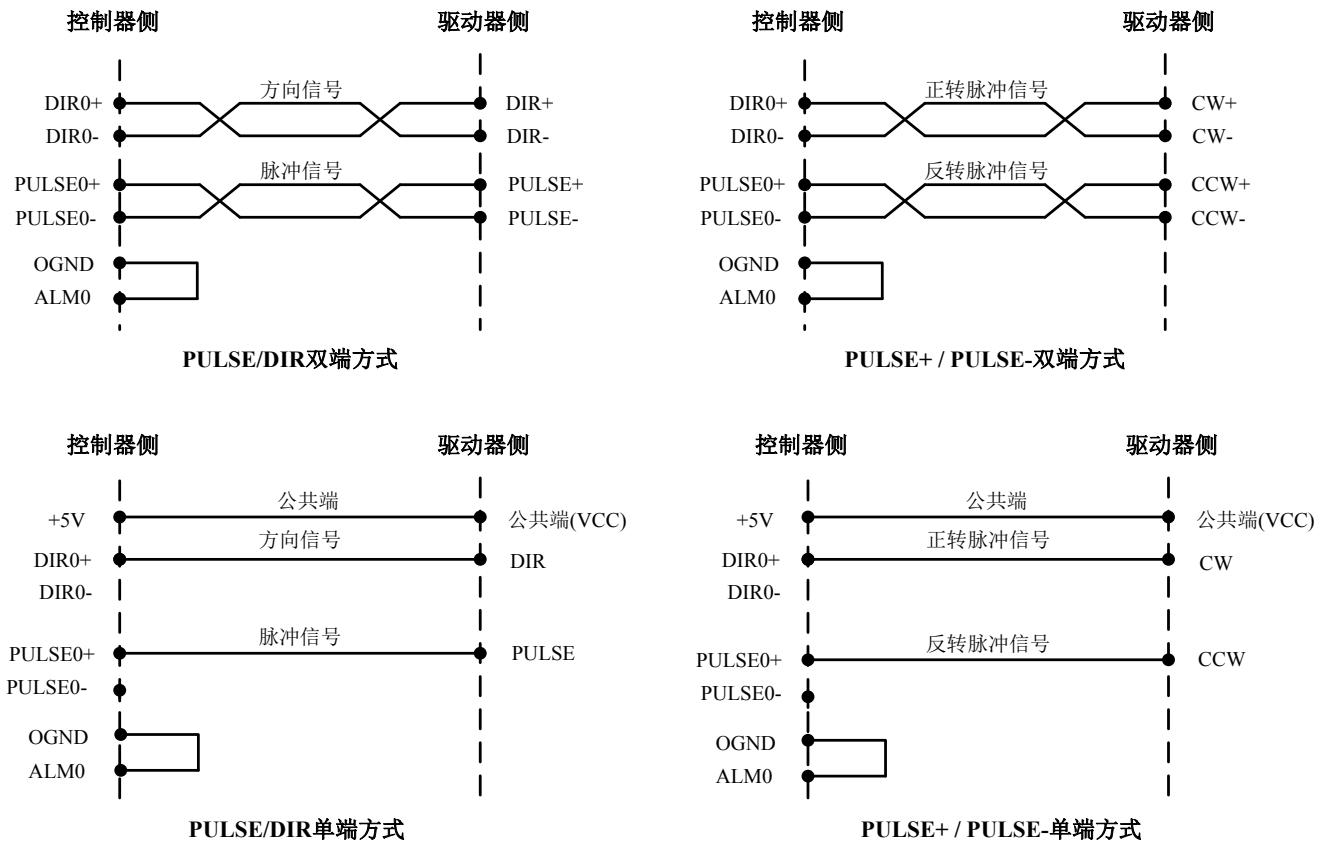 控制器侧
驱动器侧
DIR0+
方向信号
DIR+
DIR0-
DIR-
PULSE0+
脉冲信号
PULSE+
PULSE0-
PULSE-
OGND
ALM0
PULSE/DIR双端方式
控制器侧
驱动器侧
DIR0+
正转脉冲信号
CW+
DIR0-
CW-
PULSE0+
反转脉冲信号
CCW+
PULSE0-
CCW-
OGND
ALM0
PULSE+ / PULSE-双端方式
控制器侧
驱动器侧
+5V
公共端
公共端(VCC)
DIR0+
方向信号
DIR
DIR0-
PULSE0+
脉冲信号
PULSE
PULSE0-
OGND
ALM0
PULSE/DIR单端方式
控制器侧
驱动器侧
+5V
公共端
公共端(VCC)
DIR0+
正转脉冲信号
CW
DIR0-
PULSE0+
反转脉冲信号
CCW
PULSE0-
OGND
ALM0
PULSE+ / PULSE-单端方式